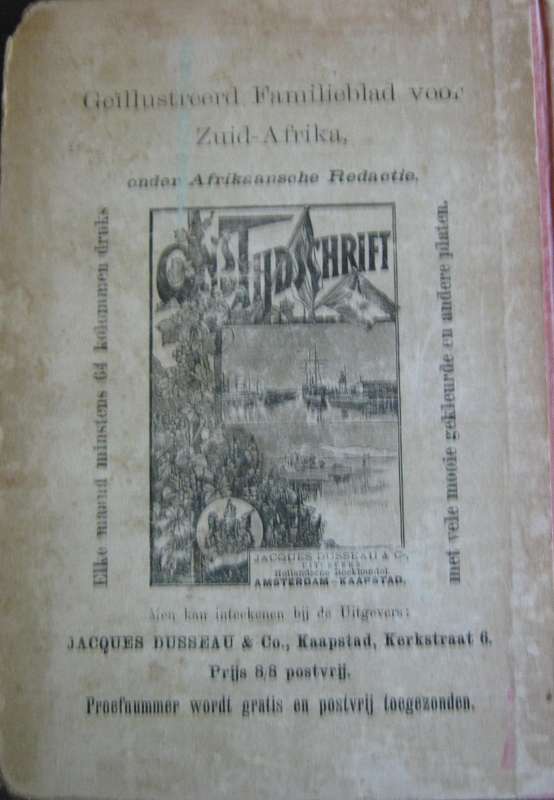 Geïllustreerd Familieblad voor
Zuid-Afrika,
onder Afrikaansche Redactie.
Elke maand minstens 64 kolommen druks
ONS TIJDSCHRIFT
JACQUES DUSSEAU & Co,
UITGEVERS
Hollandsche Boekhandel.
AMSTERDAM-KAAPSTAD.
met vele mooie gekleurde en andere platen.
Men kan inteekenen bij de Uitgevers:
JACQUES DUSSEAU & Co., Kaapstad, Kerkstraat 6.
Prijs 8/8 postvrij.
Proefnummer wordt gratis en postvrij toegezonden.